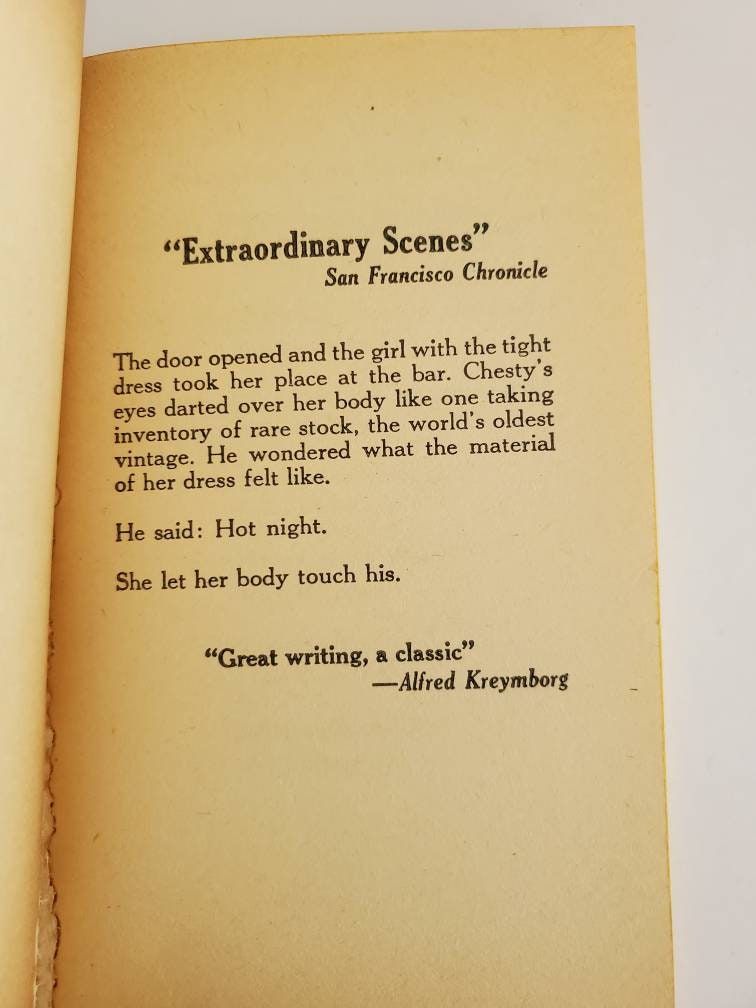 “Extraordinary Scenes”
San Francisco Chronicle
The door opened and the girl with the tight
dress took her place at the bar. Chesty's
eyes darted over her body like one taking
inventory of rare stock, the world's oldest
vintage. He wondered what the material
of her dress felt like.
He said: Hot night.
She let her body touch his.
“Great writing, a classic”
—Alfred Kreymborg